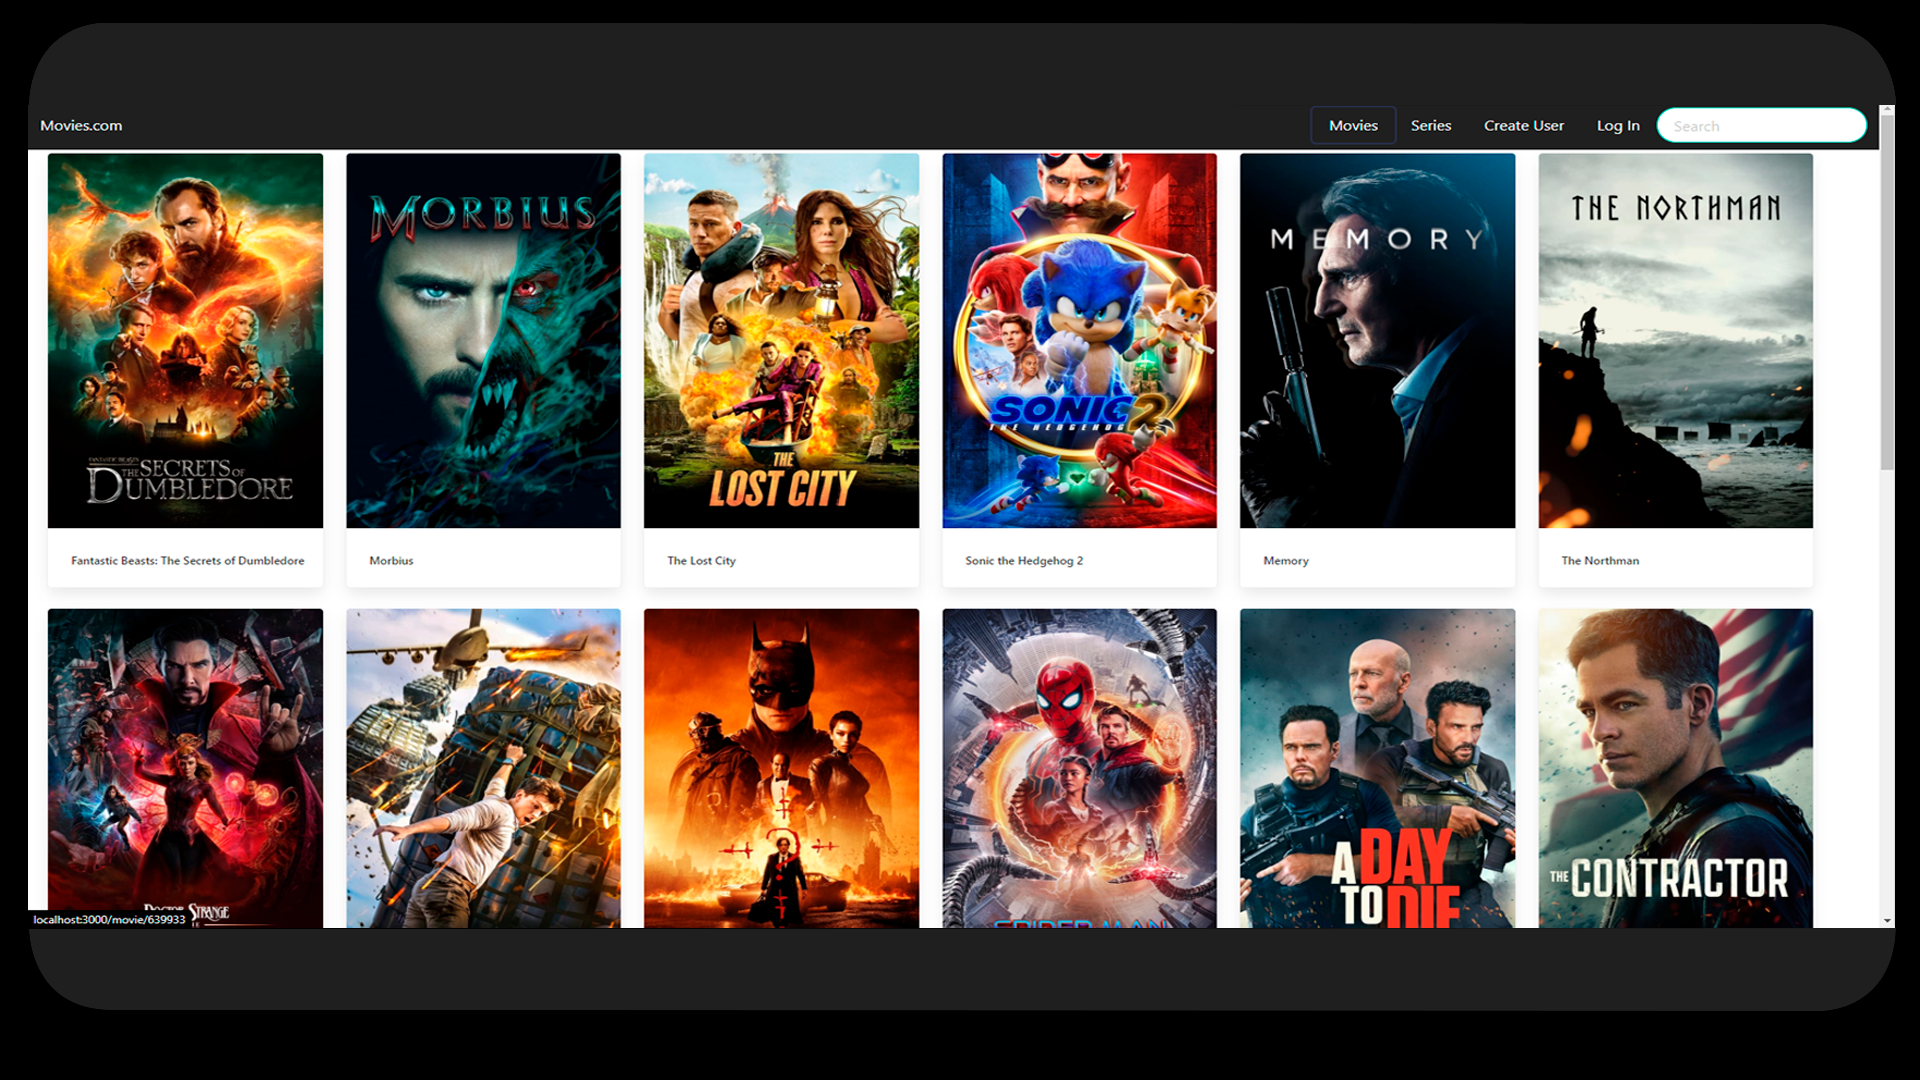 Movies.com
Movies
Series
Create User
Log In
Search
FANTASTIC BEASTS
THE SECRETS OF
DUMBLEDORE
MORBIUS
THE
LOST CITY
SONIC 2
THE HEDGEHOG
MEMORY
THE NORTHMAN
Fantastic Beasts: The Secrets of Dumbledore
Morbius
The Lost City
Sonic the Hedgehog 2
Memory
The Northman
DOCTOR STRANGE
SPIDER-MAN
A DAY
TO DIE
THE CONTRACTOR
localhost:3000/movie/639933